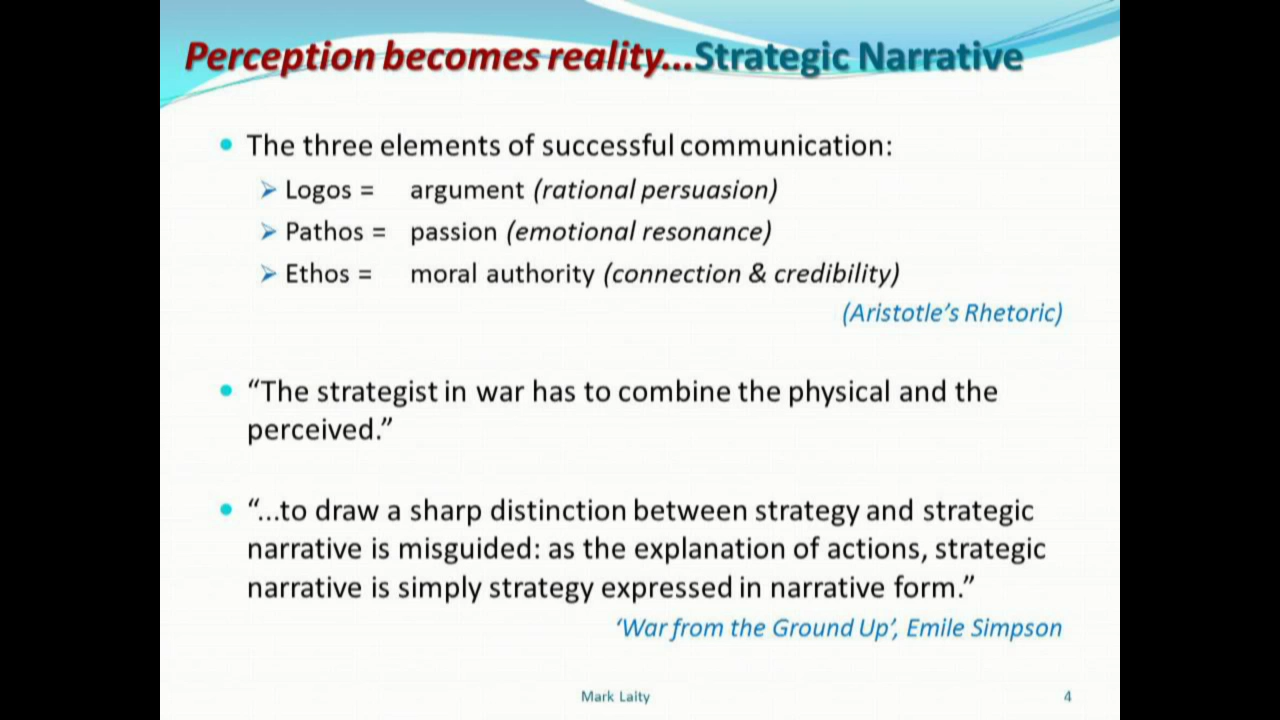 Perception becomes reality...Strategic Narrative
The three elements of successful communication:
Logos = argument (rational persuasion)
Pathos = passion (emotional resonance)
Ethos = moral authority (connection & credibility)
(Aristotle’s Rhetoric)
“The strategist in war has to combine the physical and the
perceived.”
“...to draw a sharp distinction between strategy and strategic
narrative is misguided: as the explanation of actions, strategic
narrative is simply strategy expressed in narrative form.”
‘War from the Ground Up’, Emile Simpson
Mark Laity
4